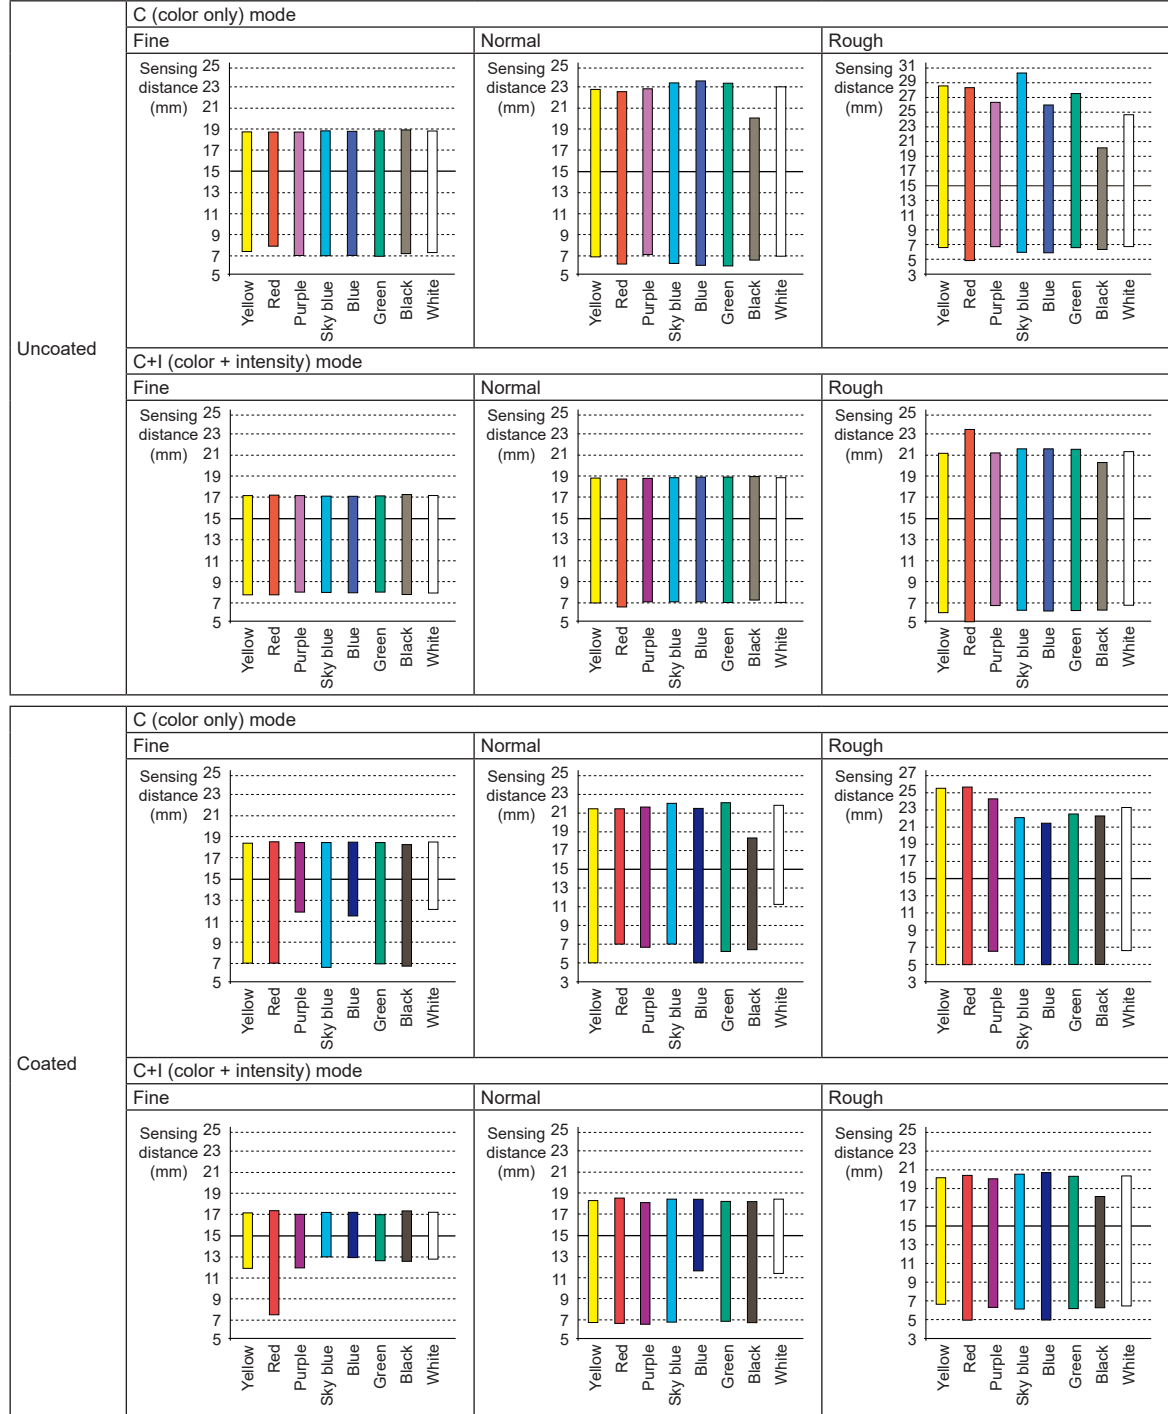 Uncoated
C (color only) mode
Fine
Normal
Rough
Sensing distance (mm)
25
23
21
19
17
15
13
11
9
7
5
Yellow
Red
Purple
Sky blue
Blue
Green
Black
White
Sensing distance (mm)
25
23
21
19
17
15
13
11
9
7
5
Yellow
Red
Purple
Sky blue
Blue
Green
Black
White
Sensing distance (mm)
31
29
27
25
23
21
19
17
15
13
11
9
7
5
3
Yellow
Red
Purple
Sky blue
Blue
Green
Black
White
C+I (color + intensity) mode
Fine
Normal
Rough
Sensing distance (mm)
25
23
21
19
17
15
13
11
9
7
5
Yellow
Red
Purple
Sky blue
Blue
Green
Black
White
Sensing distance (mm)
25
23
21
19
17
15
13
11
9
7
5
Yellow
Red
Purple
Sky blue
Blue
Green
Black
White
Sensing distance (mm)
25
23
21
19
17
15
13
11
9
7
5
Yellow
Red
Purple
Sky blue
Blue
Green
Black
White
Coated
C (color only) mode
Fine
Normal
Rough
Sensing distance (mm)
25
23
21
19
17
15
13
11
9
7
5
Yellow
Red
Purple
Sky blue
Blue
Green
Black
White
Sensing distance (mm)
25
23
21
19
17
15
13
11
9
7
5
3
Yellow
Red
Purple
Sky blue
Blue
Green
Black
White
Sensing distance (mm)
27
25
23
21
19
17
15
13
11
9
7
5
3
Yellow
Red
Purple
Sky blue
Blue
Green
Black
White
C+I (color + intensity) mode
Fine
Normal
Rough
Sensing distance (mm)
25
23
21
19
17
15
13
11
9
7
5
Yellow
Red
Purple
Sky blue
Blue
Green
Black
White
Sensing distance (mm)
25
23
21
19
17
15
13
11
9
7
5
Yellow
Red
Purple
Sky blue
Blue
Green
Black
White
Sensing distance (mm)
25
23
21
19
17
15
13
11
9
7
5
3
Yellow
Red
Purple
Sky blue
Blue
Green
Black
White